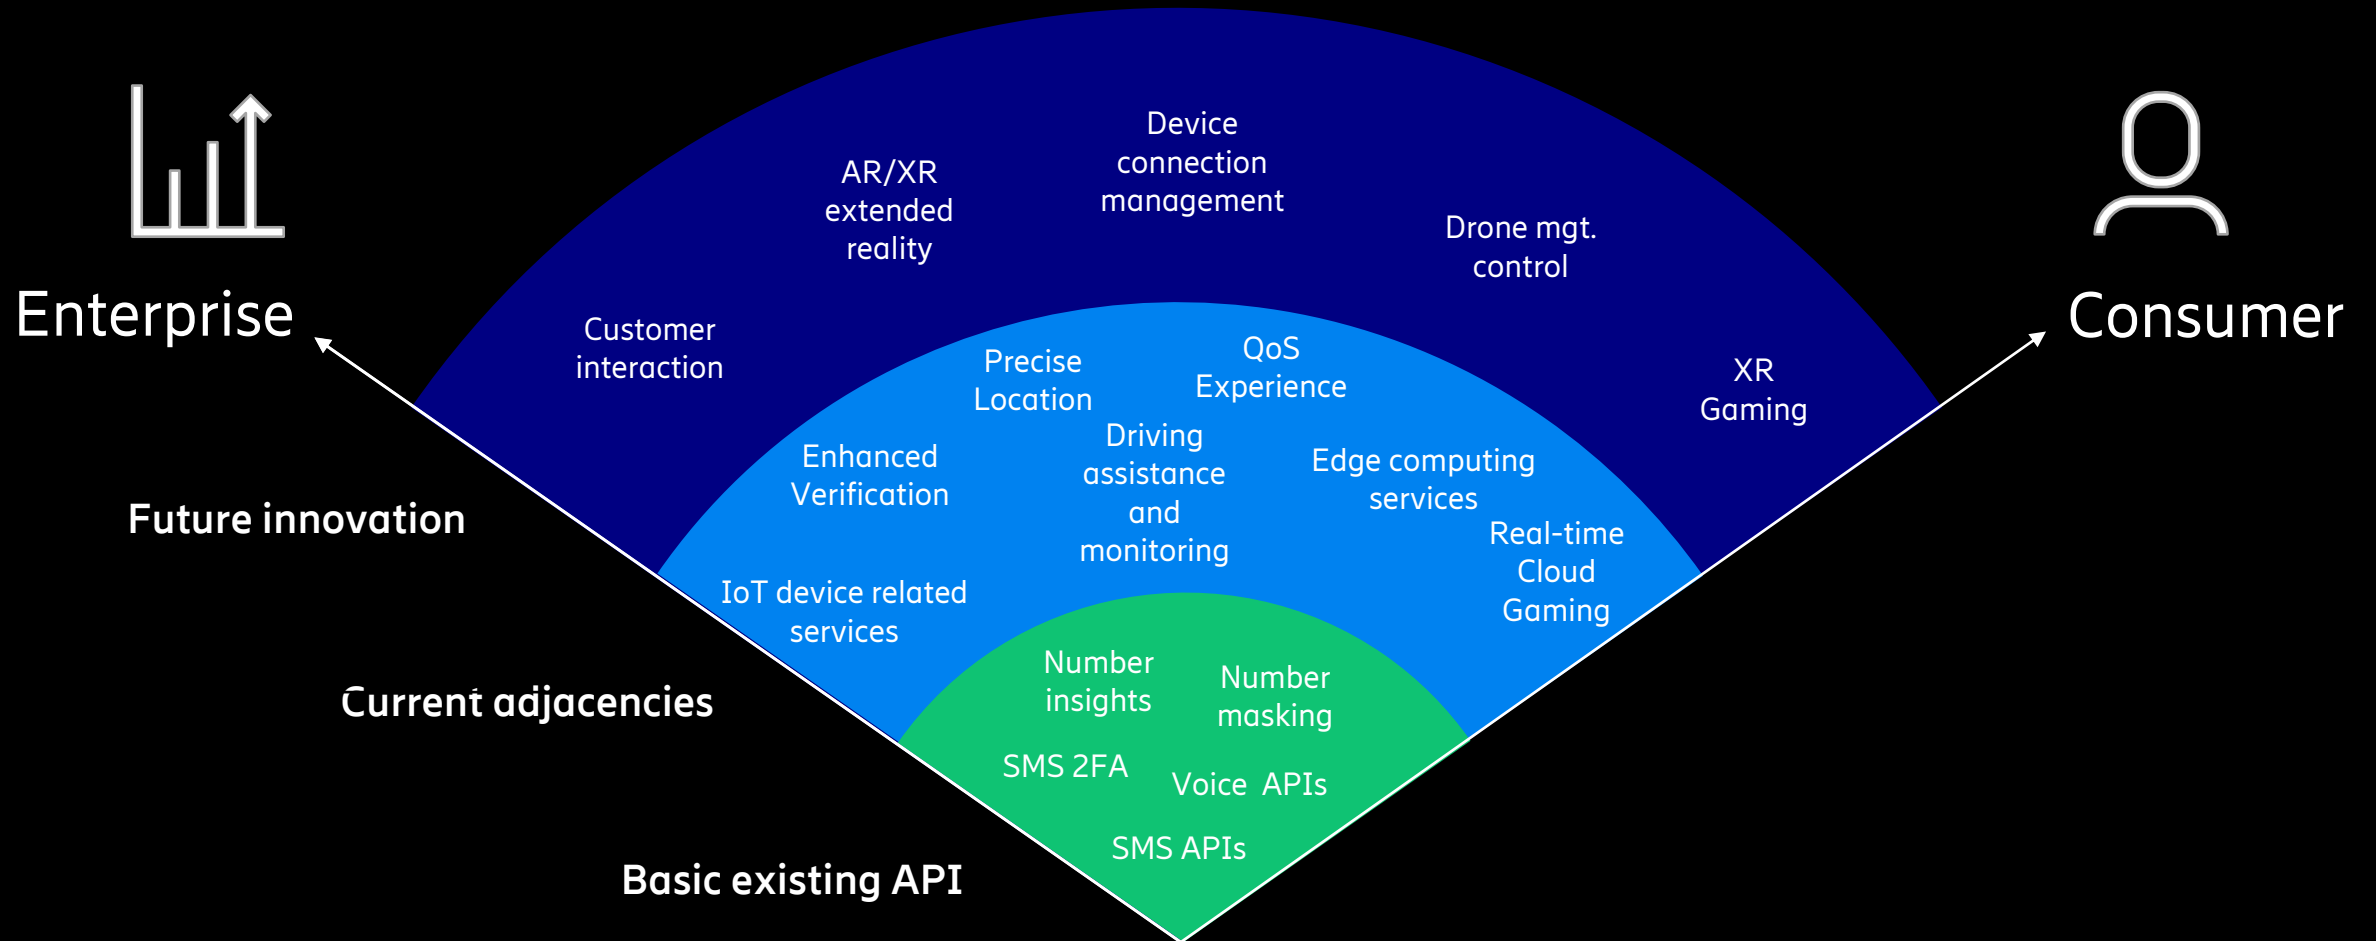 Device
connection
management
AR/XR
extended
reality
Drone mgt.
control
Enterprise
Consumer
Customer
interaction
XR
Gaming
Precise
Location
QoS
Experience
Enhanced
Verification
Driving
assistance
and
monitoring
Edge computing
services
Real-time
Cloud
Gaming
Future innovation
IoT device related
services
Number
insights
Number
masking
Current adjacencies
SMS 2FA
Voice APIs
SMS APIs
Basic existing API